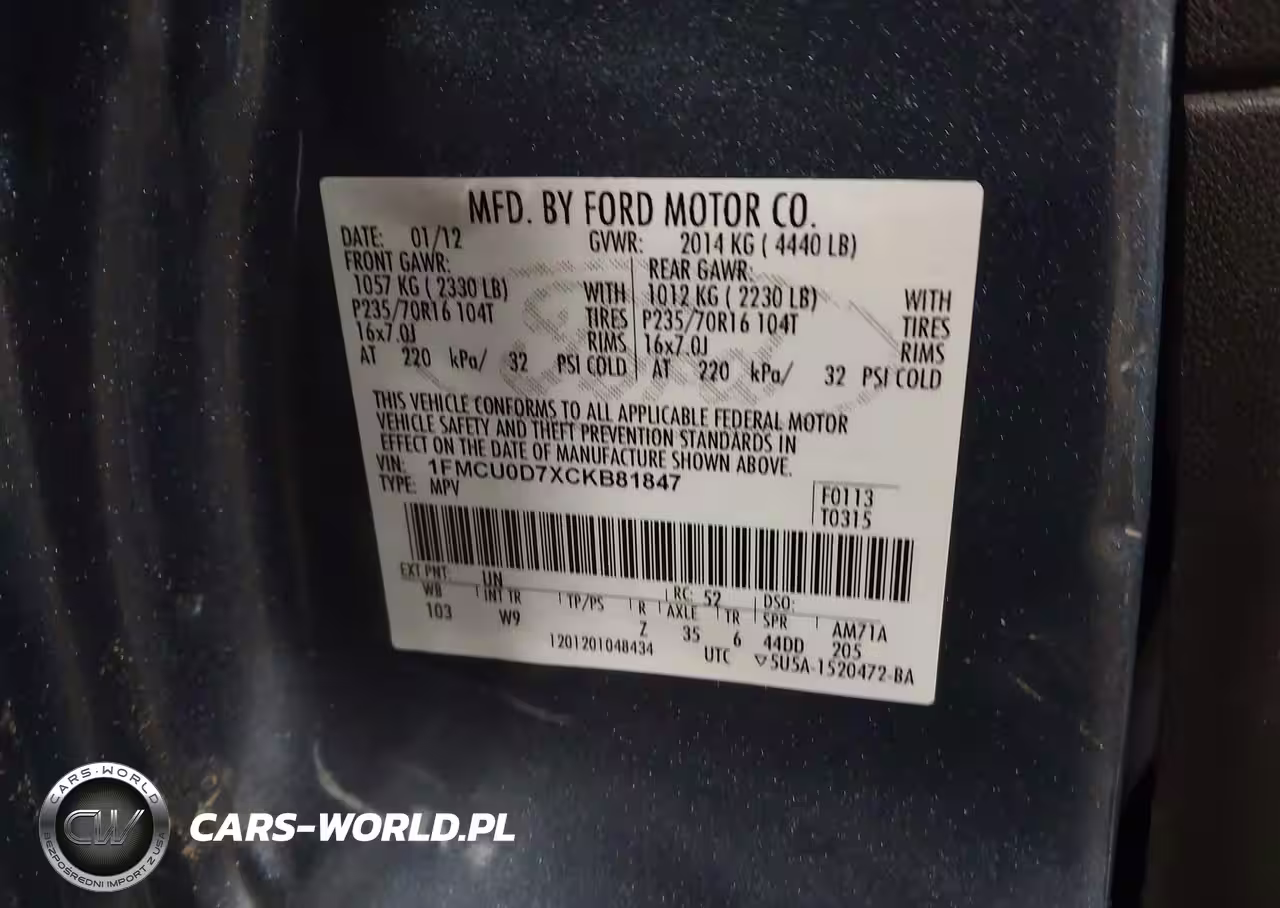 MFD. BY FORD MOTOR CO.
DATE: 01/12 GVWR: 2014 KG ( 4440 LB)
FRONT GAWR: REAR GAWR:
1057 KG ( 2330 LB) WITH 1012 KG ( 2230 LB) WITH
P235/70R16 104T TIRES P235/70R16 104T TIRES
16x7.0J RIMS 16x7.0J RIMS
AT 220 kPa/ 32 PSI COLD AT 220 kPa/ 32 PSI COLD
THIS VEHICLE CONFORMS TO ALL APPLICABLE FEDERAL MOTOR
VEHICLE SAFETY AND THEFT PREVENTION STANDARDS IN
EFFECT ON THE DATE OF MANUFACTURE SHOWN ABOVE.
VIN: 1FMCU0D7XCKB81847
TYPE: MPV
F0113
T0315
EXT PNT: UN RC: 52 DSO:
WB INT TR TP/PS R AXLE TR SPR AM71A
103 W9 Z 35 6 44DD 205
1201201048434 UTC ▽5U5A-1520472-BA
CARS-WORLD
CW
BEZPOŚREDNI IMPORT Z USA
CARS-WORLD.PL